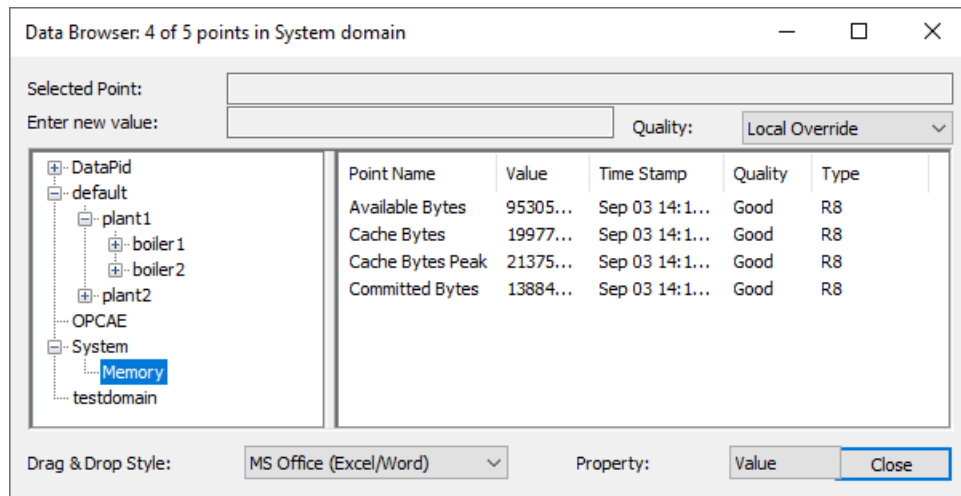 Data Browser: 4 of 5 points in System domain
Selected Point:
Enter new value:
Quality: Local Override
DataPid
default
plant1
boiler1
boiler2
plant2
OPCAE
System
Memory
testdomain
Point Name Value Time Stamp Quality Type
Available Bytes 95305... Sep 03 14:1... Good R8
Cache Bytes 19977... Sep 03 14:1... Good R8
Cache Bytes Peak 21375... Sep 03 14:1... Good R8
Committed Bytes 13884... Sep 03 14:1... Good R8
Drag & Drop Style: MS Office (Excel/Word) Property: Value Close